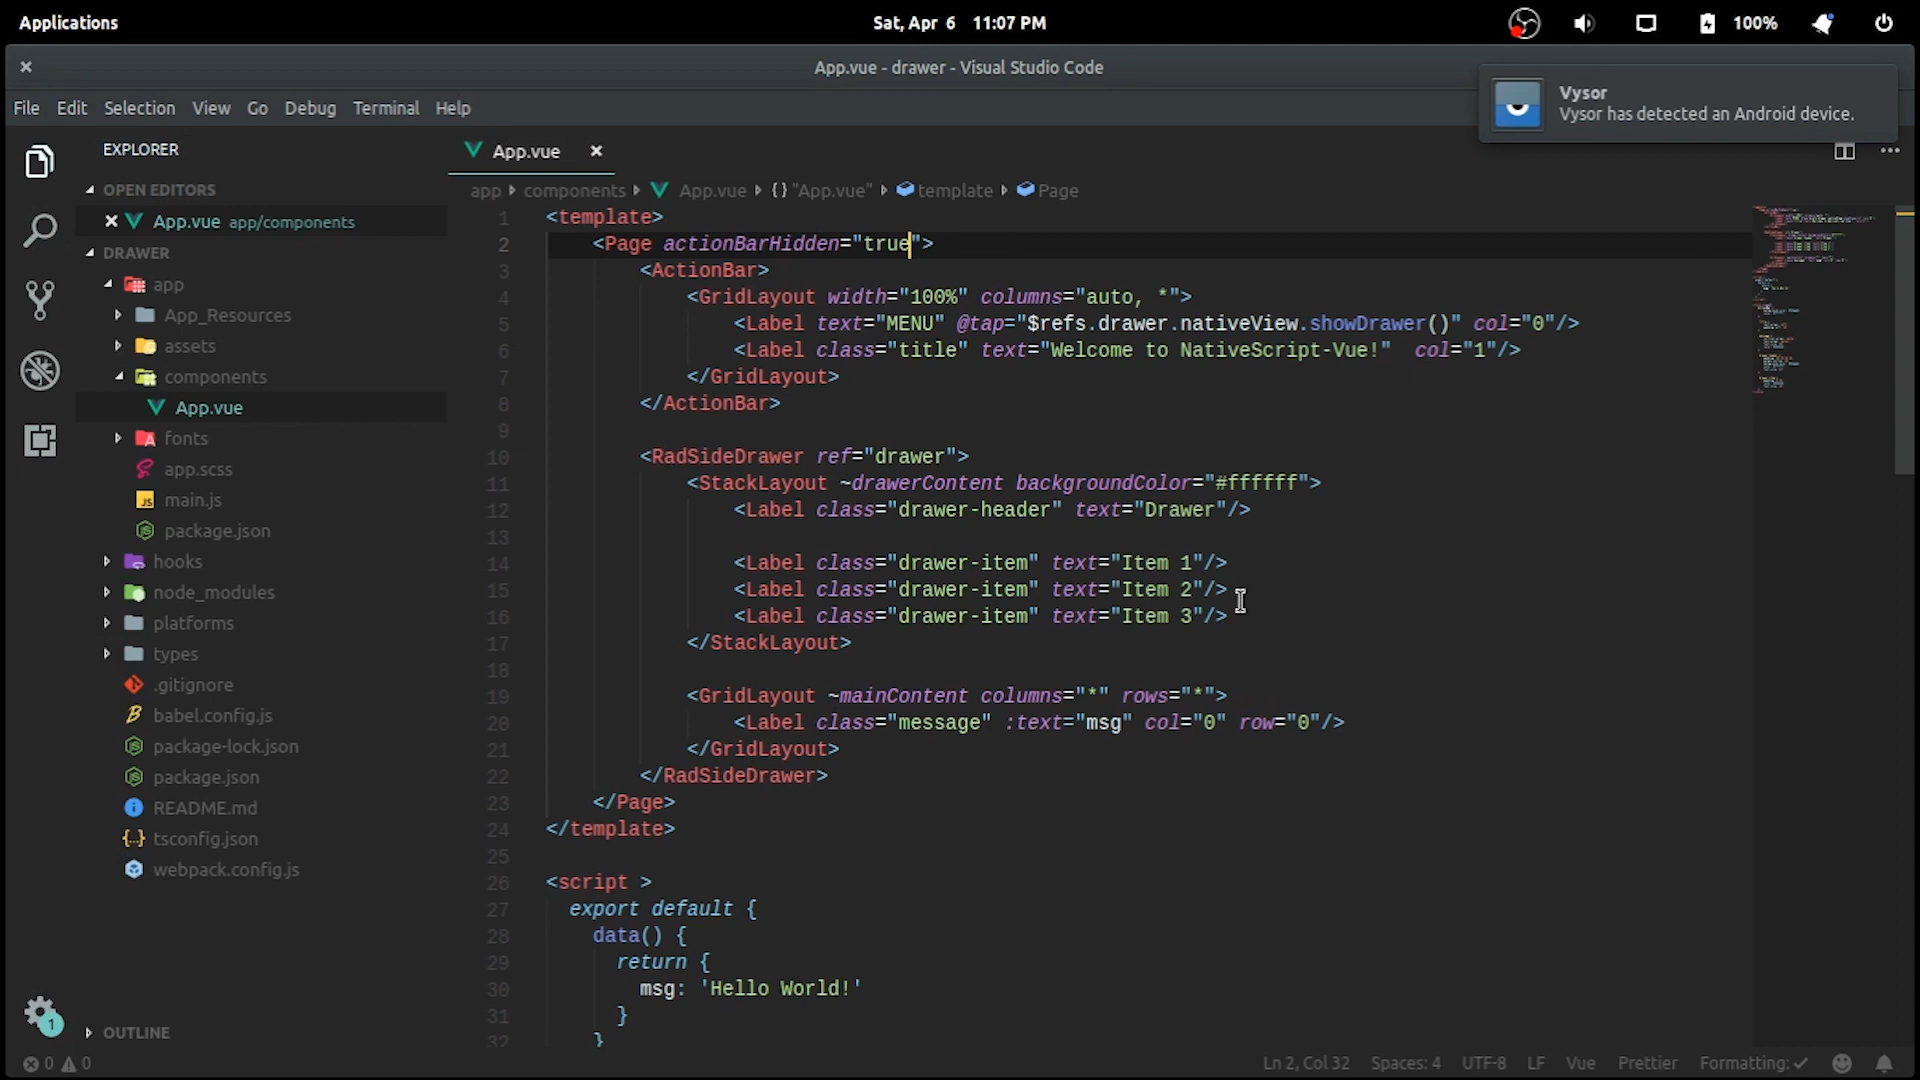 Applications
Sat, Apr 6 11:07 PM
100%
App.vue - drawer - Visual Studio Code
Vysor
Vysor has detected an Android device.
File Edit Selection View Go Debug Terminal Help
EXPLORER
OPEN EDITORS
App.vue app/components
DRAWER
app
App_Resources
assets
components
App.vue
fonts
app.scss
main.js
package.json
hooks
node_modules
platforms
types
.gitignore
babel.config.js
package-lock.json
package.json
README.md
tsconfig.json
webpack.config.js
OUTLINE
1
App.vue
app components App.vue {} "App.vue" template Page
1 <template>
2 <Page actionBarHidden="true">
3 <ActionBar>
4 <GridLayout width="100%" columns="auto, *">
5 <Label text="MENU" @tap="$refs.drawer.nativeView.showDrawer()" col="0"/>
6 <Label class="title" text="Welcome to NativeScript-Vue!"  col="1"/>
7 </GridLayout>
8 </ActionBar>
9
10 <RadSideDrawer ref="drawer">
11 <StackLayout ~drawerContent backgroundColor="#ffffff">
12 <Label class="drawer-header" text="Drawer"/>
13
14 <Label class="drawer-item" text="Item 1"/>
15 <Label class="drawer-item" text="Item 2"/>
16 <Label class="drawer-item" text="Item 3"/>
17 </StackLayout>
18
19 <GridLayout ~mainContent columns="*" rows="*">
20 <Label class="message" :text="msg" col="0" row="0"/>
21 </GridLayout>
22 </RadSideDrawer>
23 </Page>
24 </template>
25
26 <script >
27 export default {
28 data() {
29 return {
30 msg: 'Hello World!'
31 }
32 }
0 0
Ln 2, Col 32 Spaces: 4 UTF-8 LF Vue Prettier Formatting: ✓